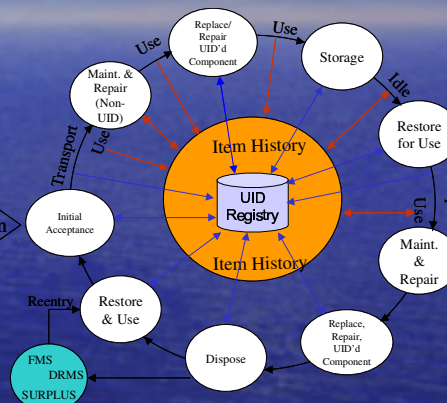 Replace/
Repair
UID'd
Component
Use
Use
Storage
Idle
Maint. &
Repair
(Non-
UID)
Use
Transport
Restore
for Use
Item History
UID
Registry
Item History
Use
Initial
Acceptance
n
Maint.
&
Repair
Restore
& Use
Reentry
Replace,
Repair,
UID'd
Component
Dispose
FMS
DRMS
SURPLUS